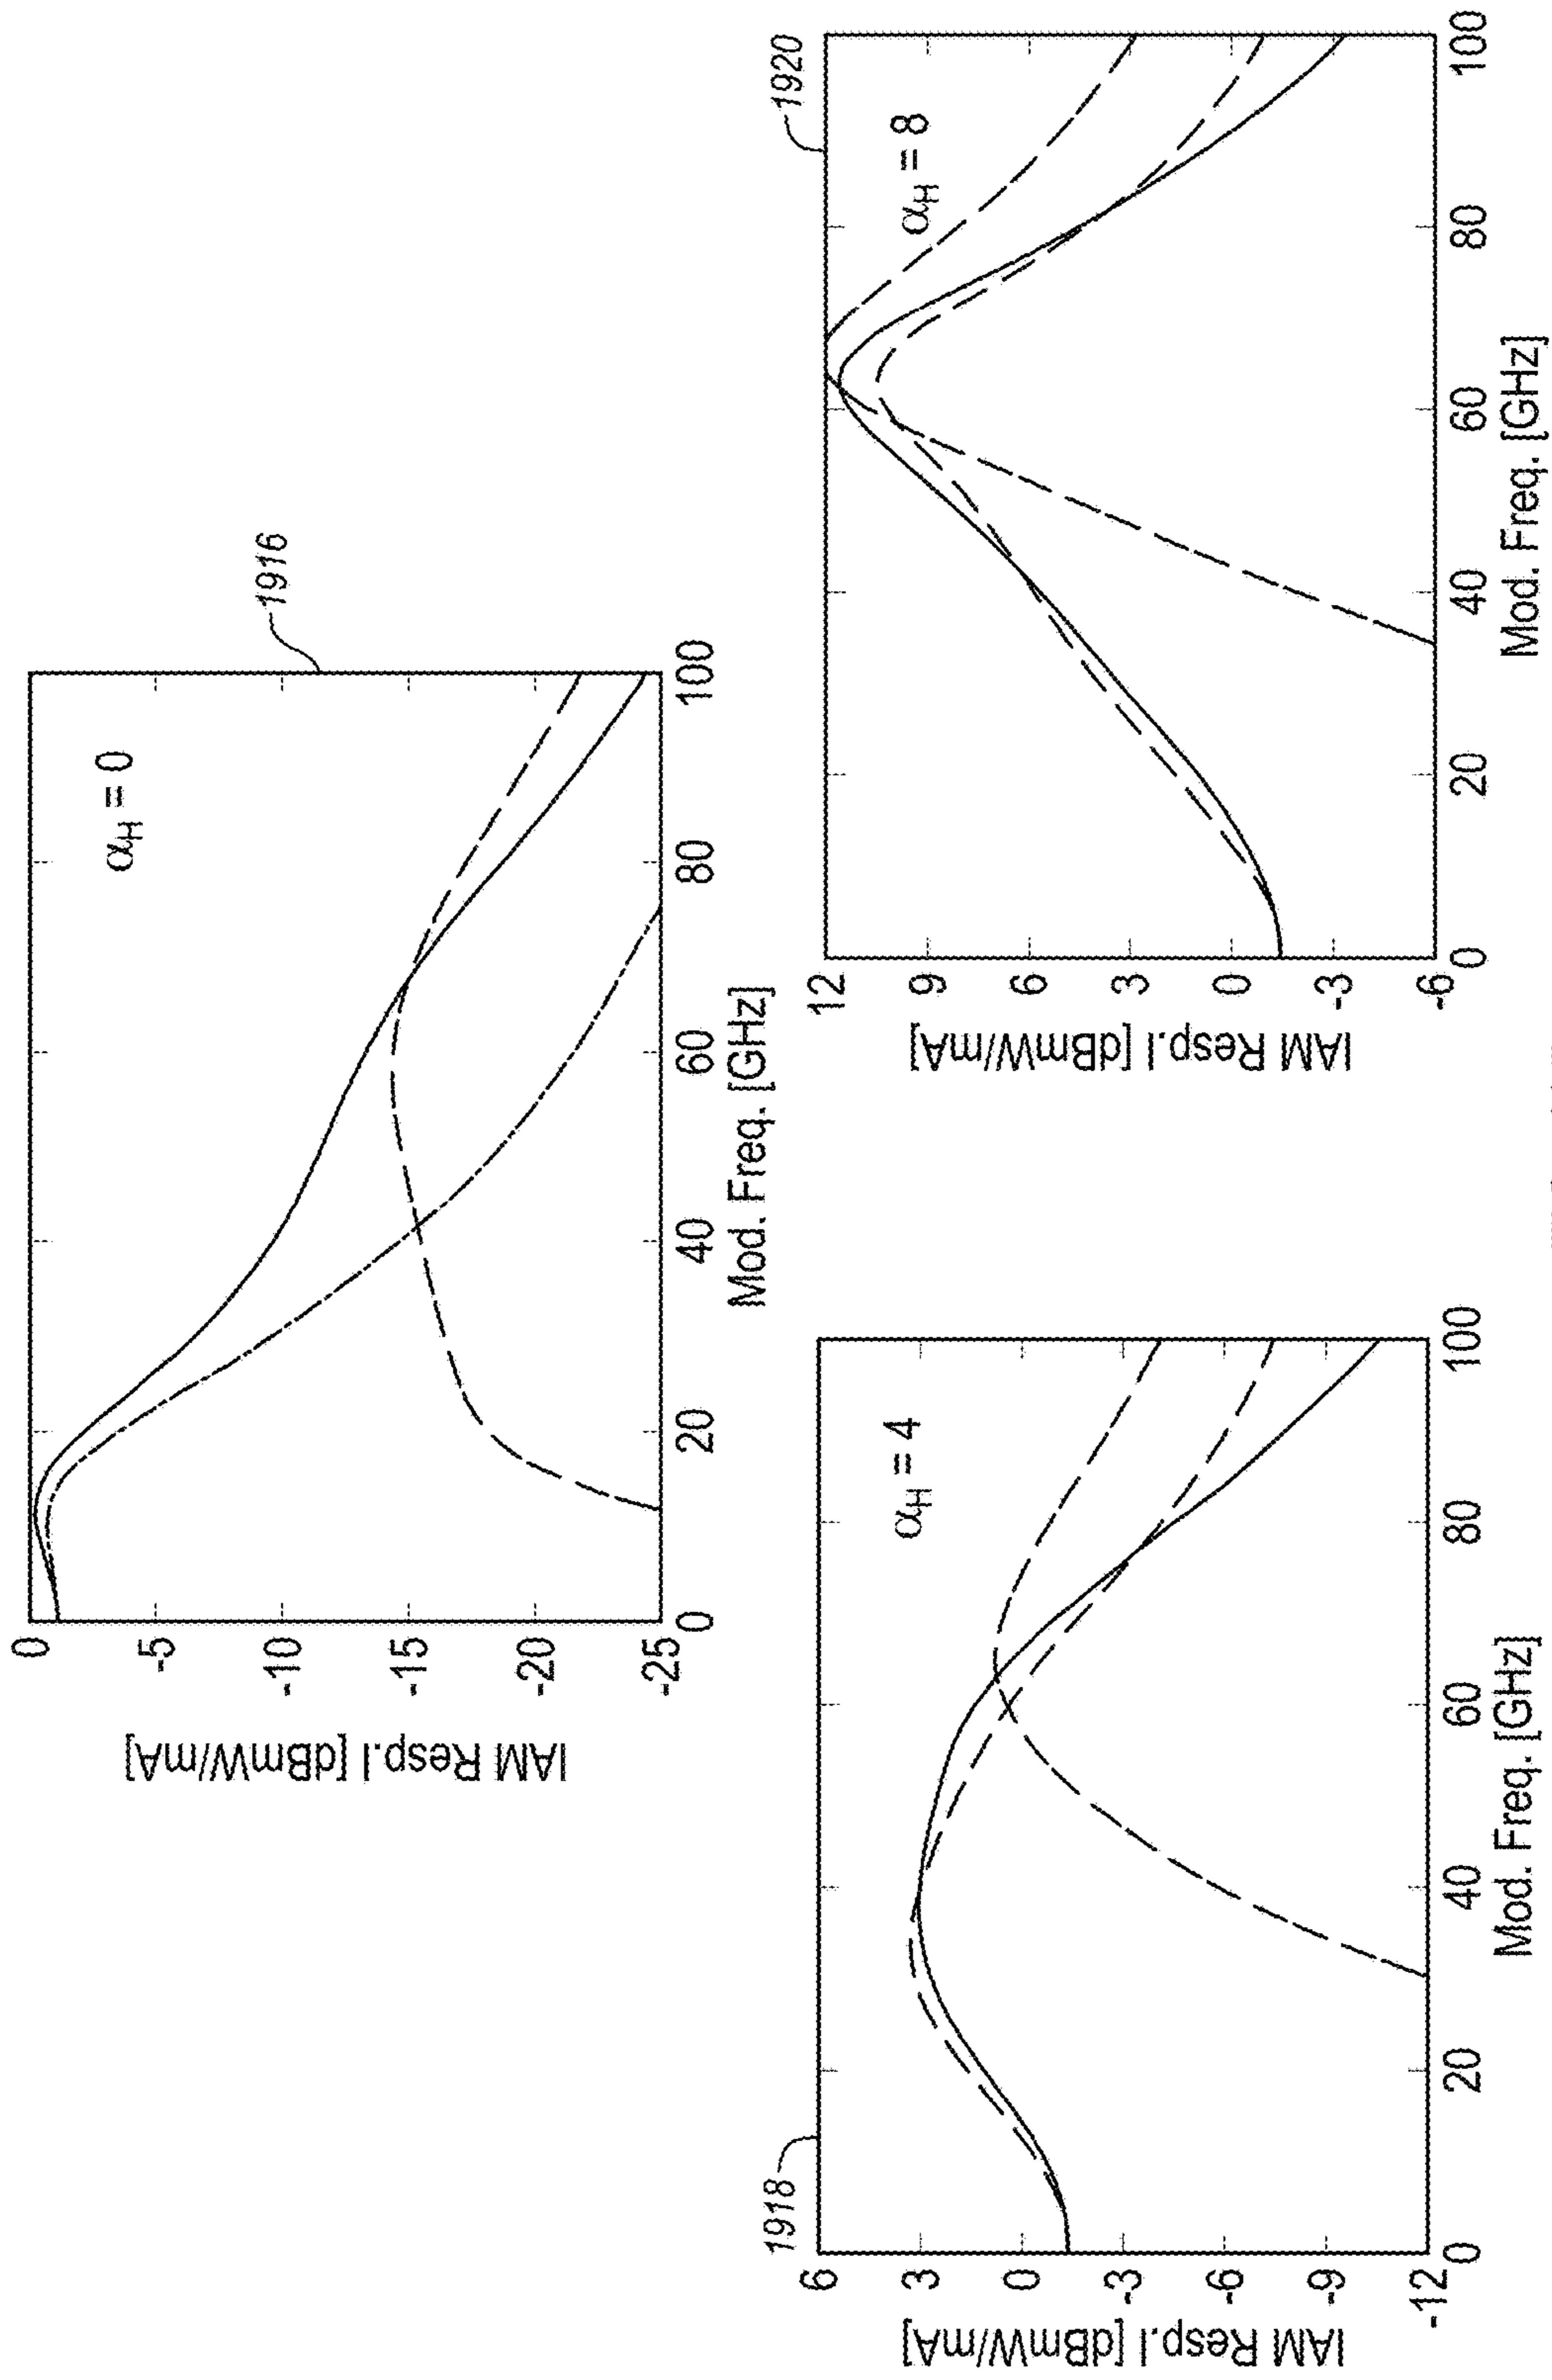 1916
αH = 0
0
-5
-10
-15
-20
-25
0 20 40 60 80 100
IAM Resp.I [dBmW/mA]
Mod. Freq. [GHz]
1918
αH = 4
6
3
0
-3
-6
-9
-12
0 20 40 60 80 100
IAM Resp.I [dBmW/mA]
Mod. Freq. [GHz]
1920
αH = 8
12
9
6
3
0
-3
-6
0 20 40 60 80 100
IAM Resp.I [dBmW/mA]
Mod. Freq. [GHz]